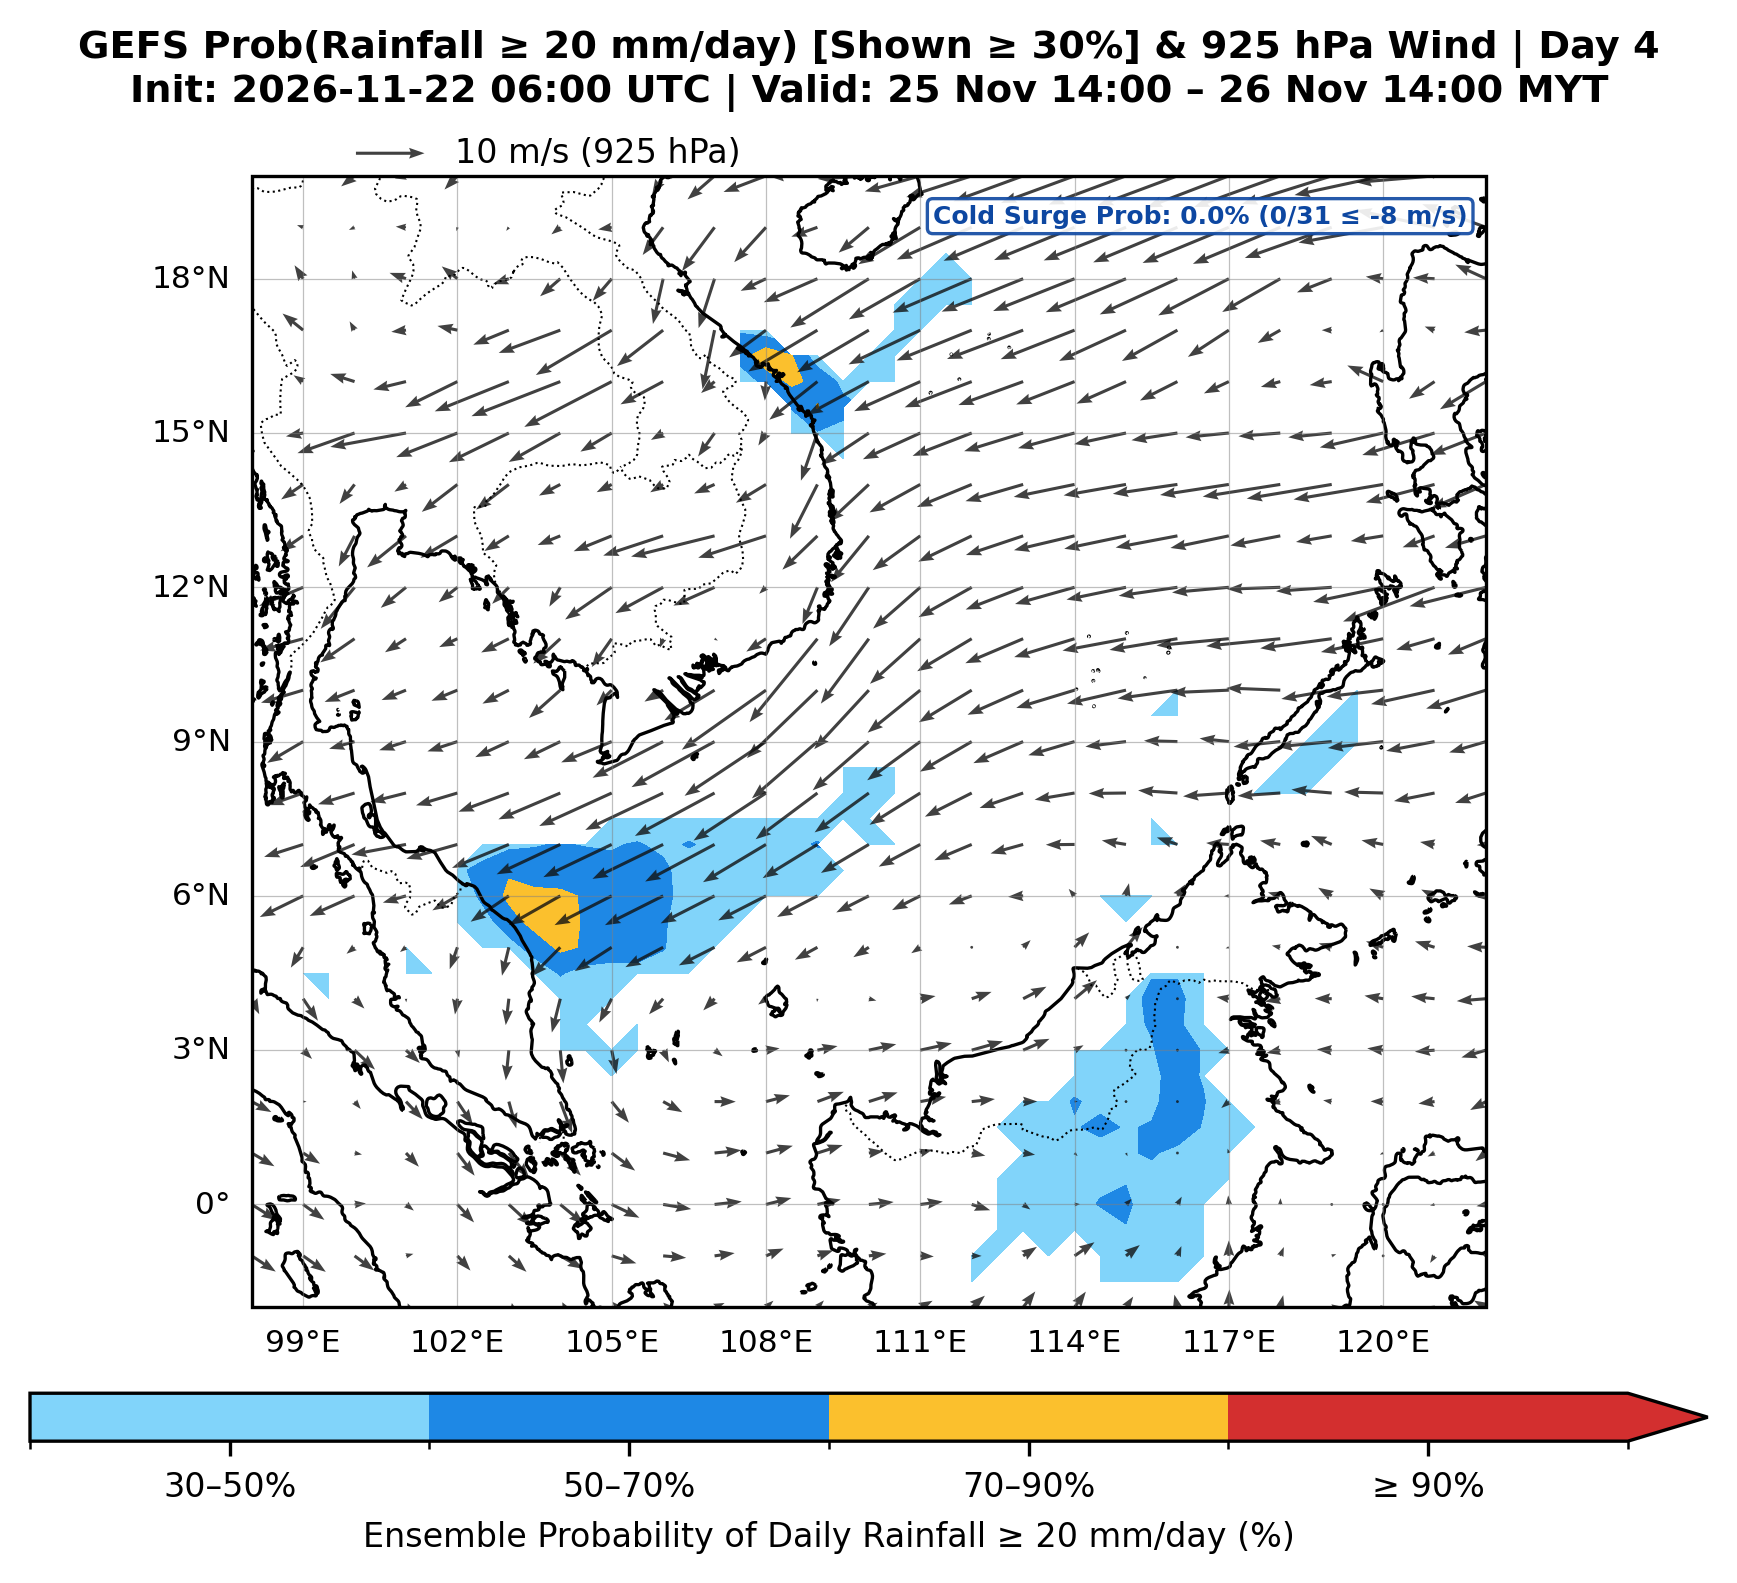 GEFS Prob(Rainfall ≥ 20 mm/day) [Shown ≥ 30%] & 925 hPa Wind | Day 4
Init: 2026-11-22 06:00 UTC | Valid: 25 Nov 14:00 – 26 Nov 14:00 MYT
10 m/s (925 hPa)
Cold Surge Prob: 0.0% (0/31 ≤ -8 m/s)
18°N
15°N
12°N
9°N
6°N
3°N
0°
99°E 102°E 105°E 108°E 111°E 114°E 117°E 120°E
30–50% 50–70% 70–90% ≥ 90%
Ensemble Probability of Daily Rainfall ≥ 20 mm/day (%)